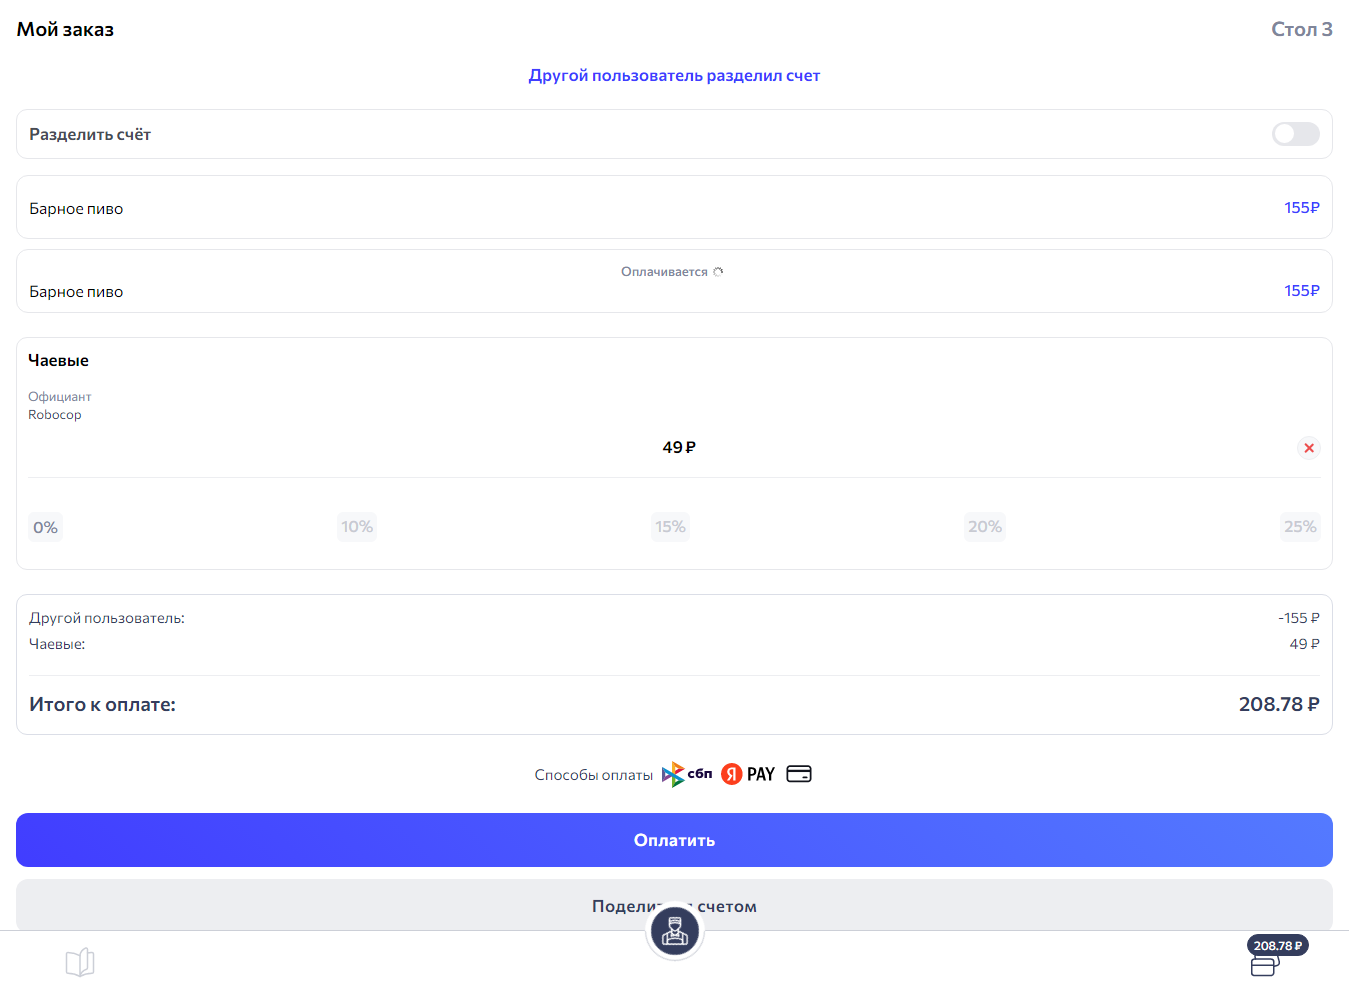 Мой заказ
Стол 3
Другой пользователь разделил счет
Разделить счёт
Барное пиво
155₽
Оплачивается
Барное пиво
155₽
Чаевые
Официант
Robocop
49 ₽
0%
10%
15%
20%
25%
Другой пользователь:
-155 ₽
Чаевые:
49 ₽
Итого к оплате:
208.78 ₽
Способы оплаты сбп Я PAY
Оплатить
счетом
208.78 ₽